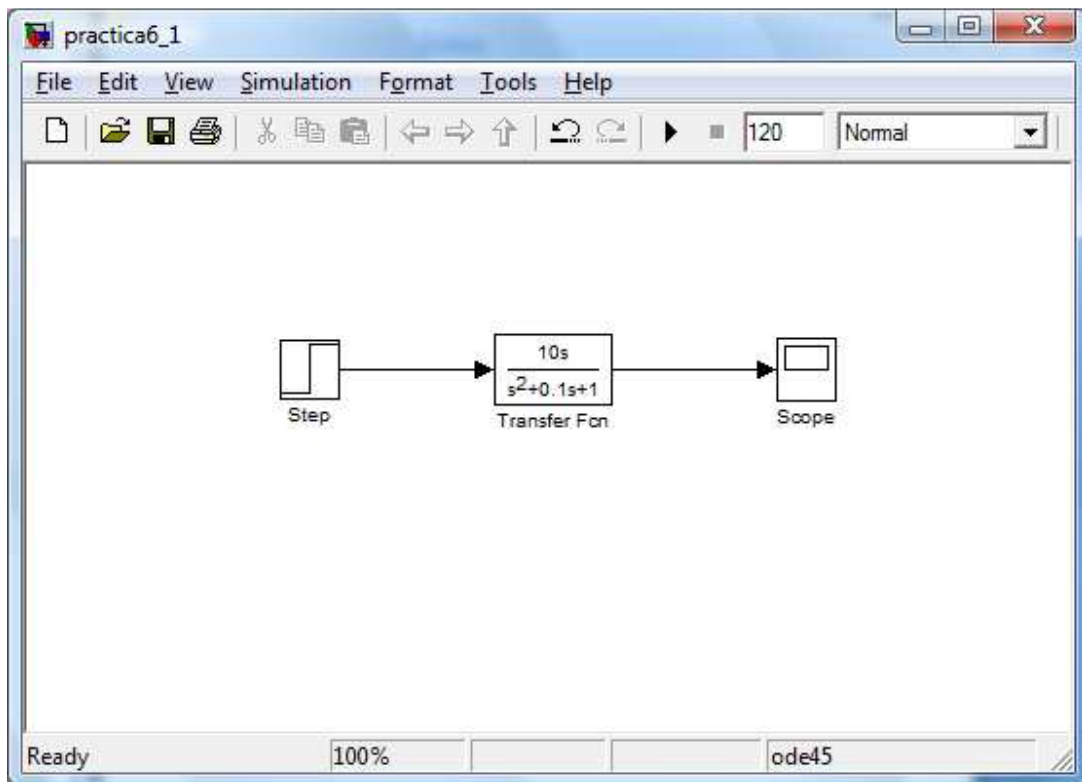 practica6_1
File Edit View Simulation Format Tools Help
120 Normal
10s
s²+0.1s+1
Step
Transfer Fcn
Scope
Ready 100% ode45